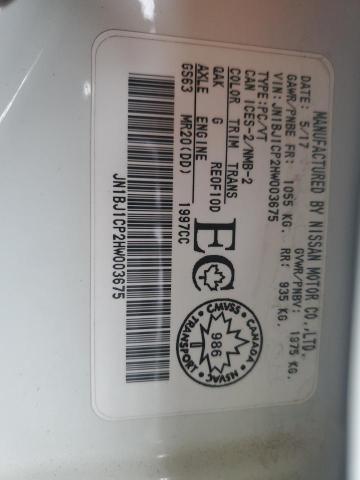 MANUFACTURED BY NISSAN MOTOR CO.,LTD.
DATE: 5/17 GVWR/PNBV: 1975 KG.
GAWR/PNBE FR: 1055 KG. RR: 935 KG.
VIN: JN1BJ1CP2HW003675
TYPE:PC/VT
CAN ICES-2/NMB-2
COLOR TRIM TRANS
QAK G RE0F10D
AXLE ENGINE
GS63 MR20(DD) 1997CC
EC
CMVSS CANADA
986
TRANSPORT NSVAC
JN1BJ1CP2HW003675